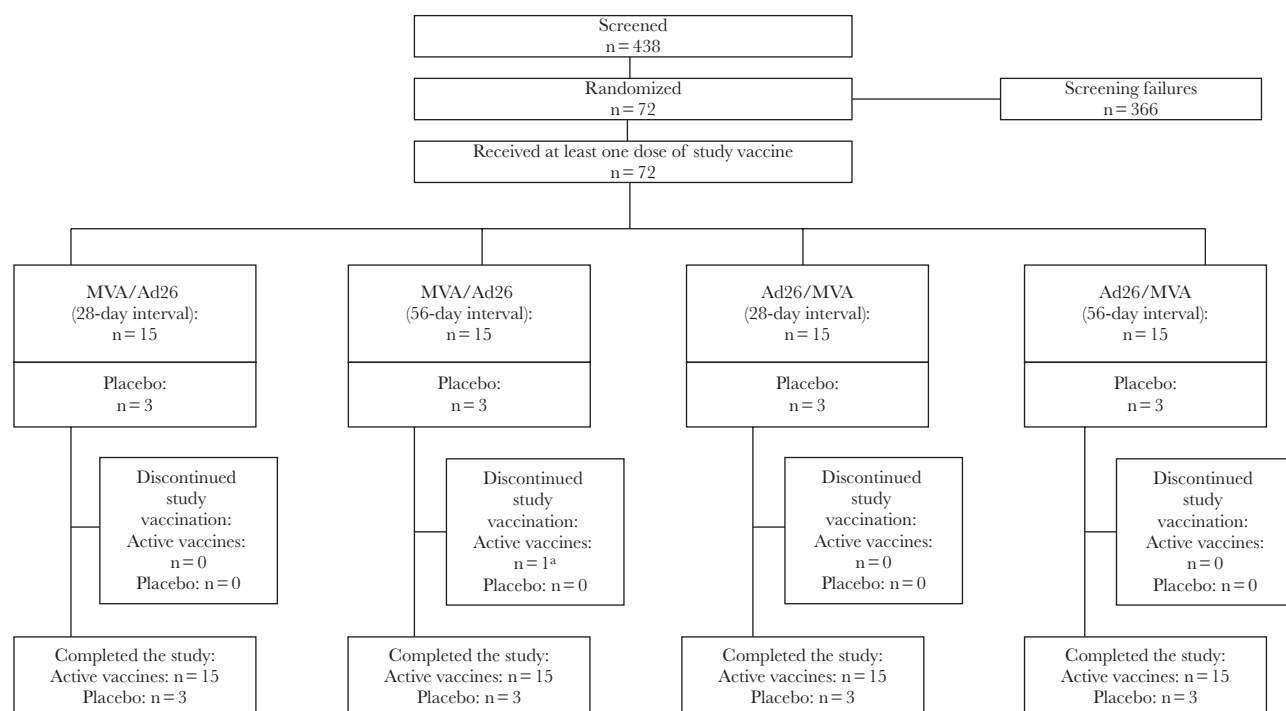 Screened
n = 438
Randomized
n = 72
Screening failures
n = 366
Received at least one dose of study vaccine
n = 72
MVA/Ad26
(28-day interval):
n = 15
Placebo:
n = 3
MVA/Ad26
(56-day interval):
n = 15
Placebo:
n = 3
Ad26/MVA
(28-day interval):
n = 15
Placebo:
n = 3
Ad26/MVA
(56-day interval):
n = 15
Placebo:
n = 3
Discontinued
study
vaccination:
Active vaccines:
n = 0
Placebo: n = 0
Discontinued
study
vaccination:
Active vaccines:
n = 1ᵃ
Placebo: n = 0
Discontinued
study
vaccination:
Active vaccines:
n = 0
Placebo: n = 0
Discontinued
study
vaccination:
Active vaccines:
n = 0
Placebo: n = 0
Completed the study:
Active vaccines: n = 15
Placebo: n = 3
Completed the study:
Active vaccines: n = 15
Placebo: n = 3
Completed the study:
Active vaccines: n = 15
Placebo: n = 3
Completed the study:
Active vaccines: n = 15
Placebo: n = 3